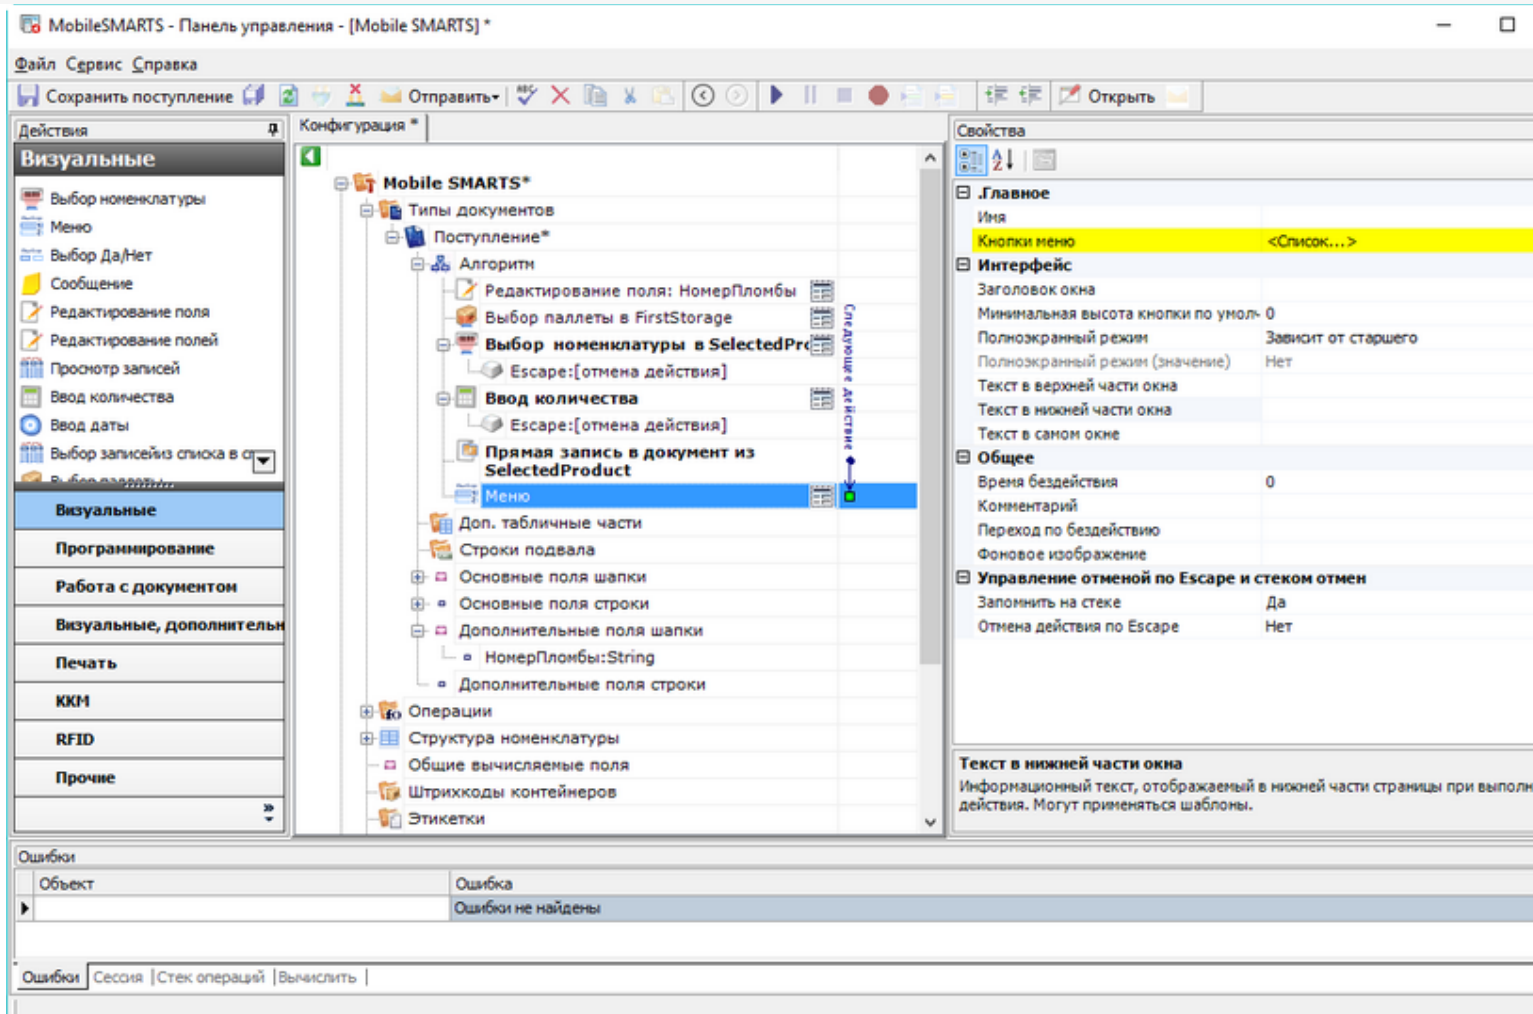 MobileSMARTS - Панель управления - [Mobile SMARTS] *
Файл Сервис Справка
Сохранить поступление Отправить Открыть
Действия
Визуальные
Выбор номенклатуры
Меню
Выбор Да/Нет
Сообщение
Редактирование поля
Редактирование полей
Просмотр записей
Ввод количества
Ввод даты
Выбор записейиз списка в с
Визуальные
Программирование
Работа с документом
Визуальные, дополнительн
Печать
ККМ
RFID
Прочие
Конфигурация *
Mobile SMARTS*
Типы документов
Поступление*
Алгоритм
Редактирование поля: НомерПломбы
Выбор паллеты в FirstStorage
Выбор номенклатуры в SelectedPr
Escape:[отмена действия]
Ввод количества
Escape:[отмена действия]
Прямая запись в документ из
SelectedProduct
Меню
Следующее действие
Доп. табличные части
Строки подвала
Основные поля шапки
Основные поля строки
Дополнительные поля шапки
НомерПломбы:String
Дополнительные поля строки
Операции
Структура номенклатуры
Общие вычисляемые поля
Штрихкоды контейнеров
Этикетки
Свойства
.Главное
Имя
Кнопки меню <Список...>
Интерфейс
Заголовок окна
Минимальная высота кнопки по умол 0
Полноэкранный режим Зависит от старшего
Полноэкранный режим (значение) Нет
Текст в верхней части окна
Текст в нижней части окна
Текст в самом окне
Общее
Время бездействия 0
Комментарий
Переход по бездействию
Фоновое изображение
Управление отменой по Escape и стеком отмен
Запомнить на стеке Да
Отмена действия по Escape Нет
Текст в нижней части окна
Информационный текст, отображаемый в нижней части страницы при выполн
действия. Могут применяться шаблоны.
Ошибки
Объект Ошибка
Ошибки не найдены
Ошибки Сессия Стек операций Вычислить